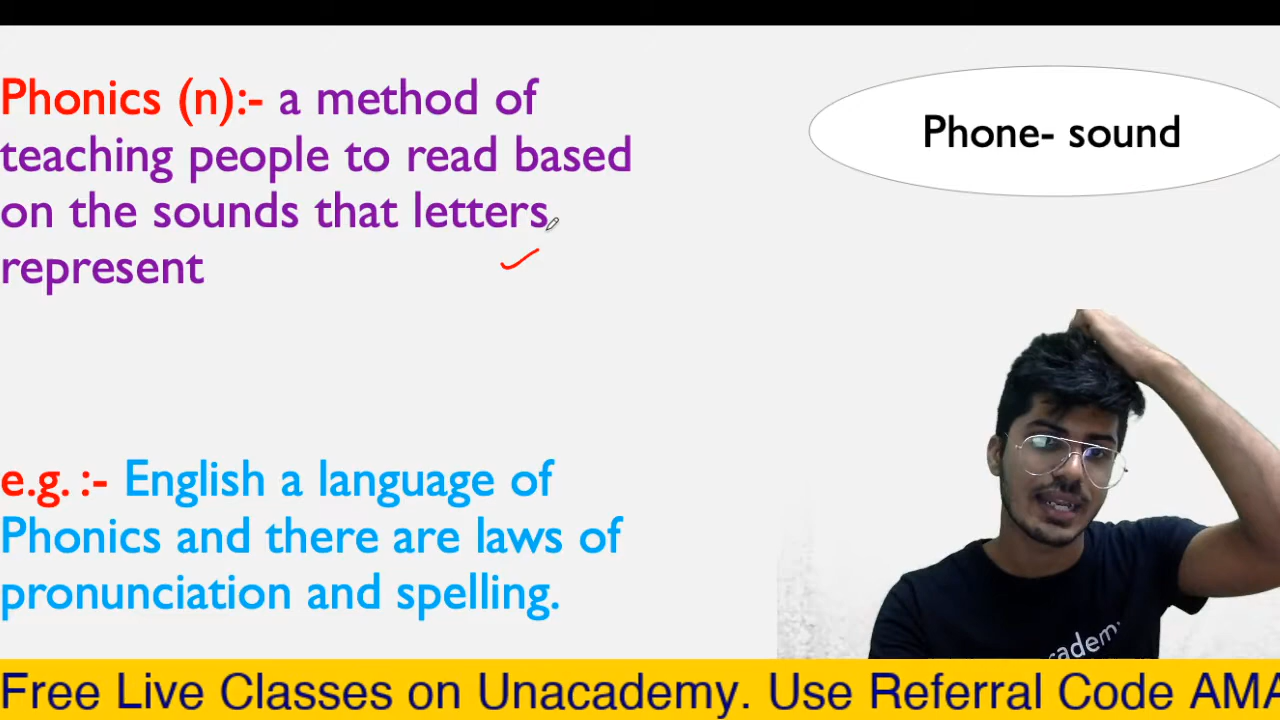 Phonics (n):- a method of
teaching people to read based
on the sounds that letters
represent
Phone- sound
e.g. :- English a language of
Phonics and there are laws of
pronunciation and spelling.
Free Live Classes on Unacademy. Use Referral Code AMA